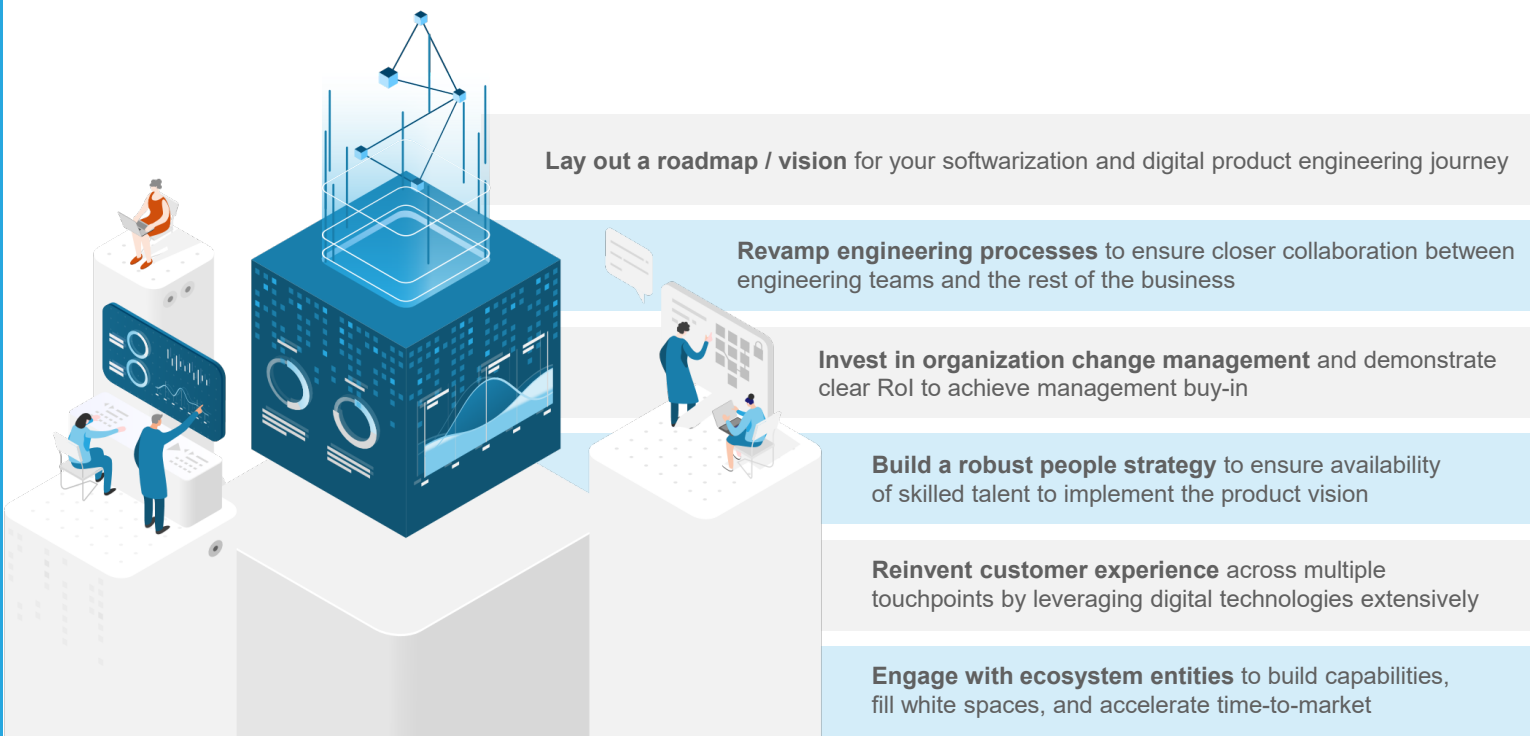 Lay out a roadmap / vision for your softwarization and digital product engineering journey
Revamp engineering processes to ensure closer collaboration between
engineering teams and the rest of the business
Invest in organization change management and demonstrate
clear RoI to achieve management buy-in
Build a robust people strategy to ensure availability
of skilled talent to implement the product vision
Reinvent customer experience across multiple
touchpoints by leveraging digital technologies extensively
Engage with ecosystem entities to build capabilities,
fill white spaces, and accelerate time-to-market